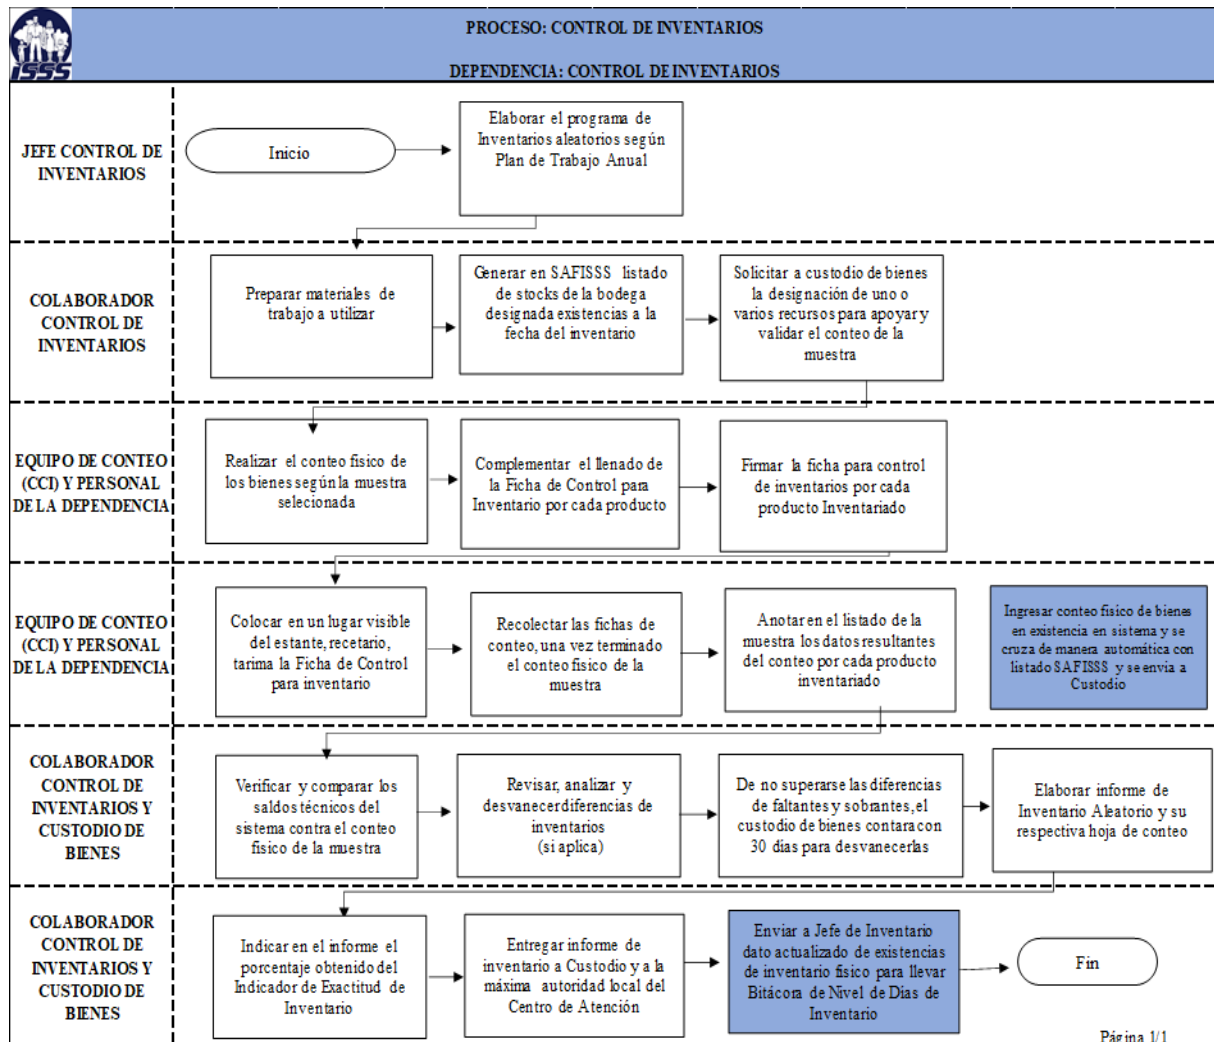 ISSS
PROCESO: CONTROL DE INVENTARIOS
DEPENDENCIA: CONTROL DE INVENTARIOS
JEFE CONTROL DE
INVENTARIOS
Inicio
Elaborar el programa de
Inventarios aleatorios según
Plan de Trabajo Anual
COLABORADOR
CONTROL DE
INVENTARIOS
Preparar materiales de
trabajo a utilizar
Generar en SAFISSS listado
de stocks de la bodega
designada existencias a la
fecha del inventario
Solicitar a custodio de bienes
la designación de uno o
varios recursos para apoyar y
validar el conteo de la
muestra
EQUIPO DE CONTEO
(CCI) Y PERSONAL
DE LA DEPENDENCIA
Realizar el conteo fisico de
los bienes según la muestra
selecionada
Complementar el llenado de
la Ficha de Control para
Inventario por cada producto
Firmar la ficha para control
de inventarios por cada
producto Inventariado
EQUIPO DE CONTEO
(CCI) Y PERSONAL
DE LA DEPENDENCIA
Colocar en un lugar visible
del estante, recetario,
tarima la Ficha de Control
para inventario
Recolectar las fichas de
conteo, una vez terminado
el conteo fisico de la
muestra
Anotar en el listado de la
muestra los datos resultantes
del conteo por cada producto
inventariado
Ingresar conteo fisico de bienes
en existencia en sistema y se
cruza de manera automática con
listado SAFISSS y se envia a
Custodio
COLABORADOR
CONTROL DE
INVENTARIOS Y
CUSTODIO DE
BIENES
Verificar y comparar los
saldos técnicos del
sistema contra el conteo
fisico de la muestra
Revisar, analizar y
desvanecer diferencias de
inventarios
(si aplica)
De no superarse las diferencias
de faltantes y sobrantes, el
custodio de bienes contara con
30 dias para desvanecerlas
Elaborar informe de
Inventario Aleatorio y su
respectiva hoja de conteo
COLABORADOR
CONTROL DE
INVENTARIOS Y
CUSTODIO DE
BIENES
Indicar en el informe el
porcentaje obtenido del
Indicador de Exactitud de
Inventario
Entregar informe de
inventario a Custodio y a la
máxima autoridad local del
Centro de Atención
Enviar a Jefe de Inventario
dato actualizado de existencias
de inventario fisico para llevar
Bitácora de Nivel de Dias de
Inventario
Fin
Página 1/1